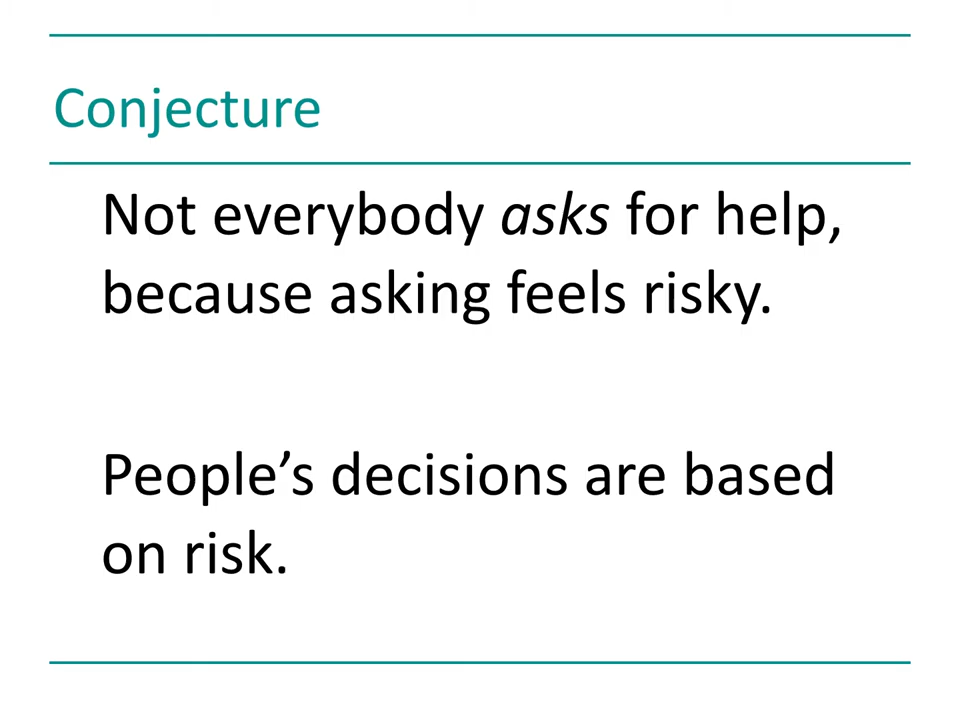 Conjecture
Not everybody asks for help,
because asking feels risky.
People’s decisions are based
on risk.